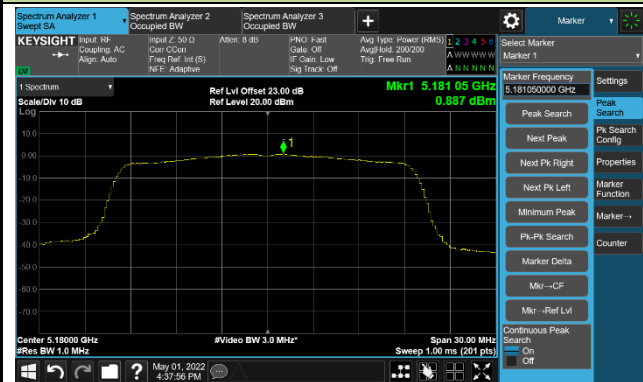 Spectrum Analyzer 1
Swept SA
Spectrum Analyzer 2
Occupied BW
Spectrum Analyzer 3
Occupied BW
+
Marker
KEYSIGHT
Input: RF
Coupling: AC
Align: Auto
Input Z: 50 Ω
Corr CCorr
Freq Ref: Int (S)
NFE: Adaptive
Atten: 8 dB
PNO: Fast
Gate: Off
IF Gain: Low
Sig Track: Off
Avg Type: Power (RMS)
Avg|Hold: 200/200
Trig: Free Run
1 2 3 4 5 6
A W W W W W
A N N N N N
LVI
Select Marker
Marker 1
1 Spectrum
Scale/Div 10 dB
Log
Ref Lvl Offset 23.00 dB
Ref Level 20.00 dBm
Mkr1 5.181 05 GHz
0.887 dBm
10.0
0.00
-10.0
-20.0
-30.0
-40.0
-50.0
-60.0
-70.0
1
Center 5.18000 GHz
#Res BW 1.0 MHz
#Video BW 3.0 MHz*
Span 30.00 MHz
Sweep 1.00 ms (201 pts)
Marker Frequency
5.181050000 GHz
Peak Search
Next Peak
Next Pk Right
Next Pk Left
Minimum Peak
Pk-Pk Search
Marker Delta
Mkr→CF
Mkr→Ref Lvl
Continuous Peak
Search
On
Off
Settings
Peak
Search
Pk Search
Config
Properties
Marker
Function
Marker→
Counter
?
May 01, 2022
4:37:56 PM